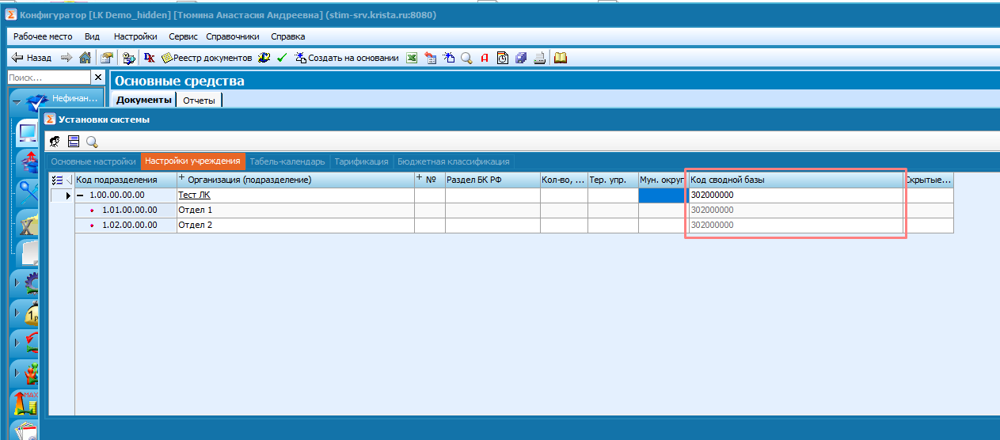 Конфигуратор [LK Demo_hidden] [Тюмина Анастасия Андреевна] (stim-srv.krista.ru:8080)
Рабочее место Вид Настройки Сервис Справочники Справка
Назад Реестр документов Создать на основании
Поиск... Основные средства
Нефинан... Документы Отчеты
Установки системы
Основные настройки Настройки учреждения Табель-календарь Тарификация Бюджетная классификация
Код подразделения + Организация (подразделение) + № Раздел БК РФ Кол-во, ... Тер. упр. Мун. округ Код сводной базы Скрытые...
1.00.00.00.00 Тест ЛК 302000000
1.01.00.00.00 Отдел 1 302000000
1.02.00.00.00 Отдел 2 302000000
MAX